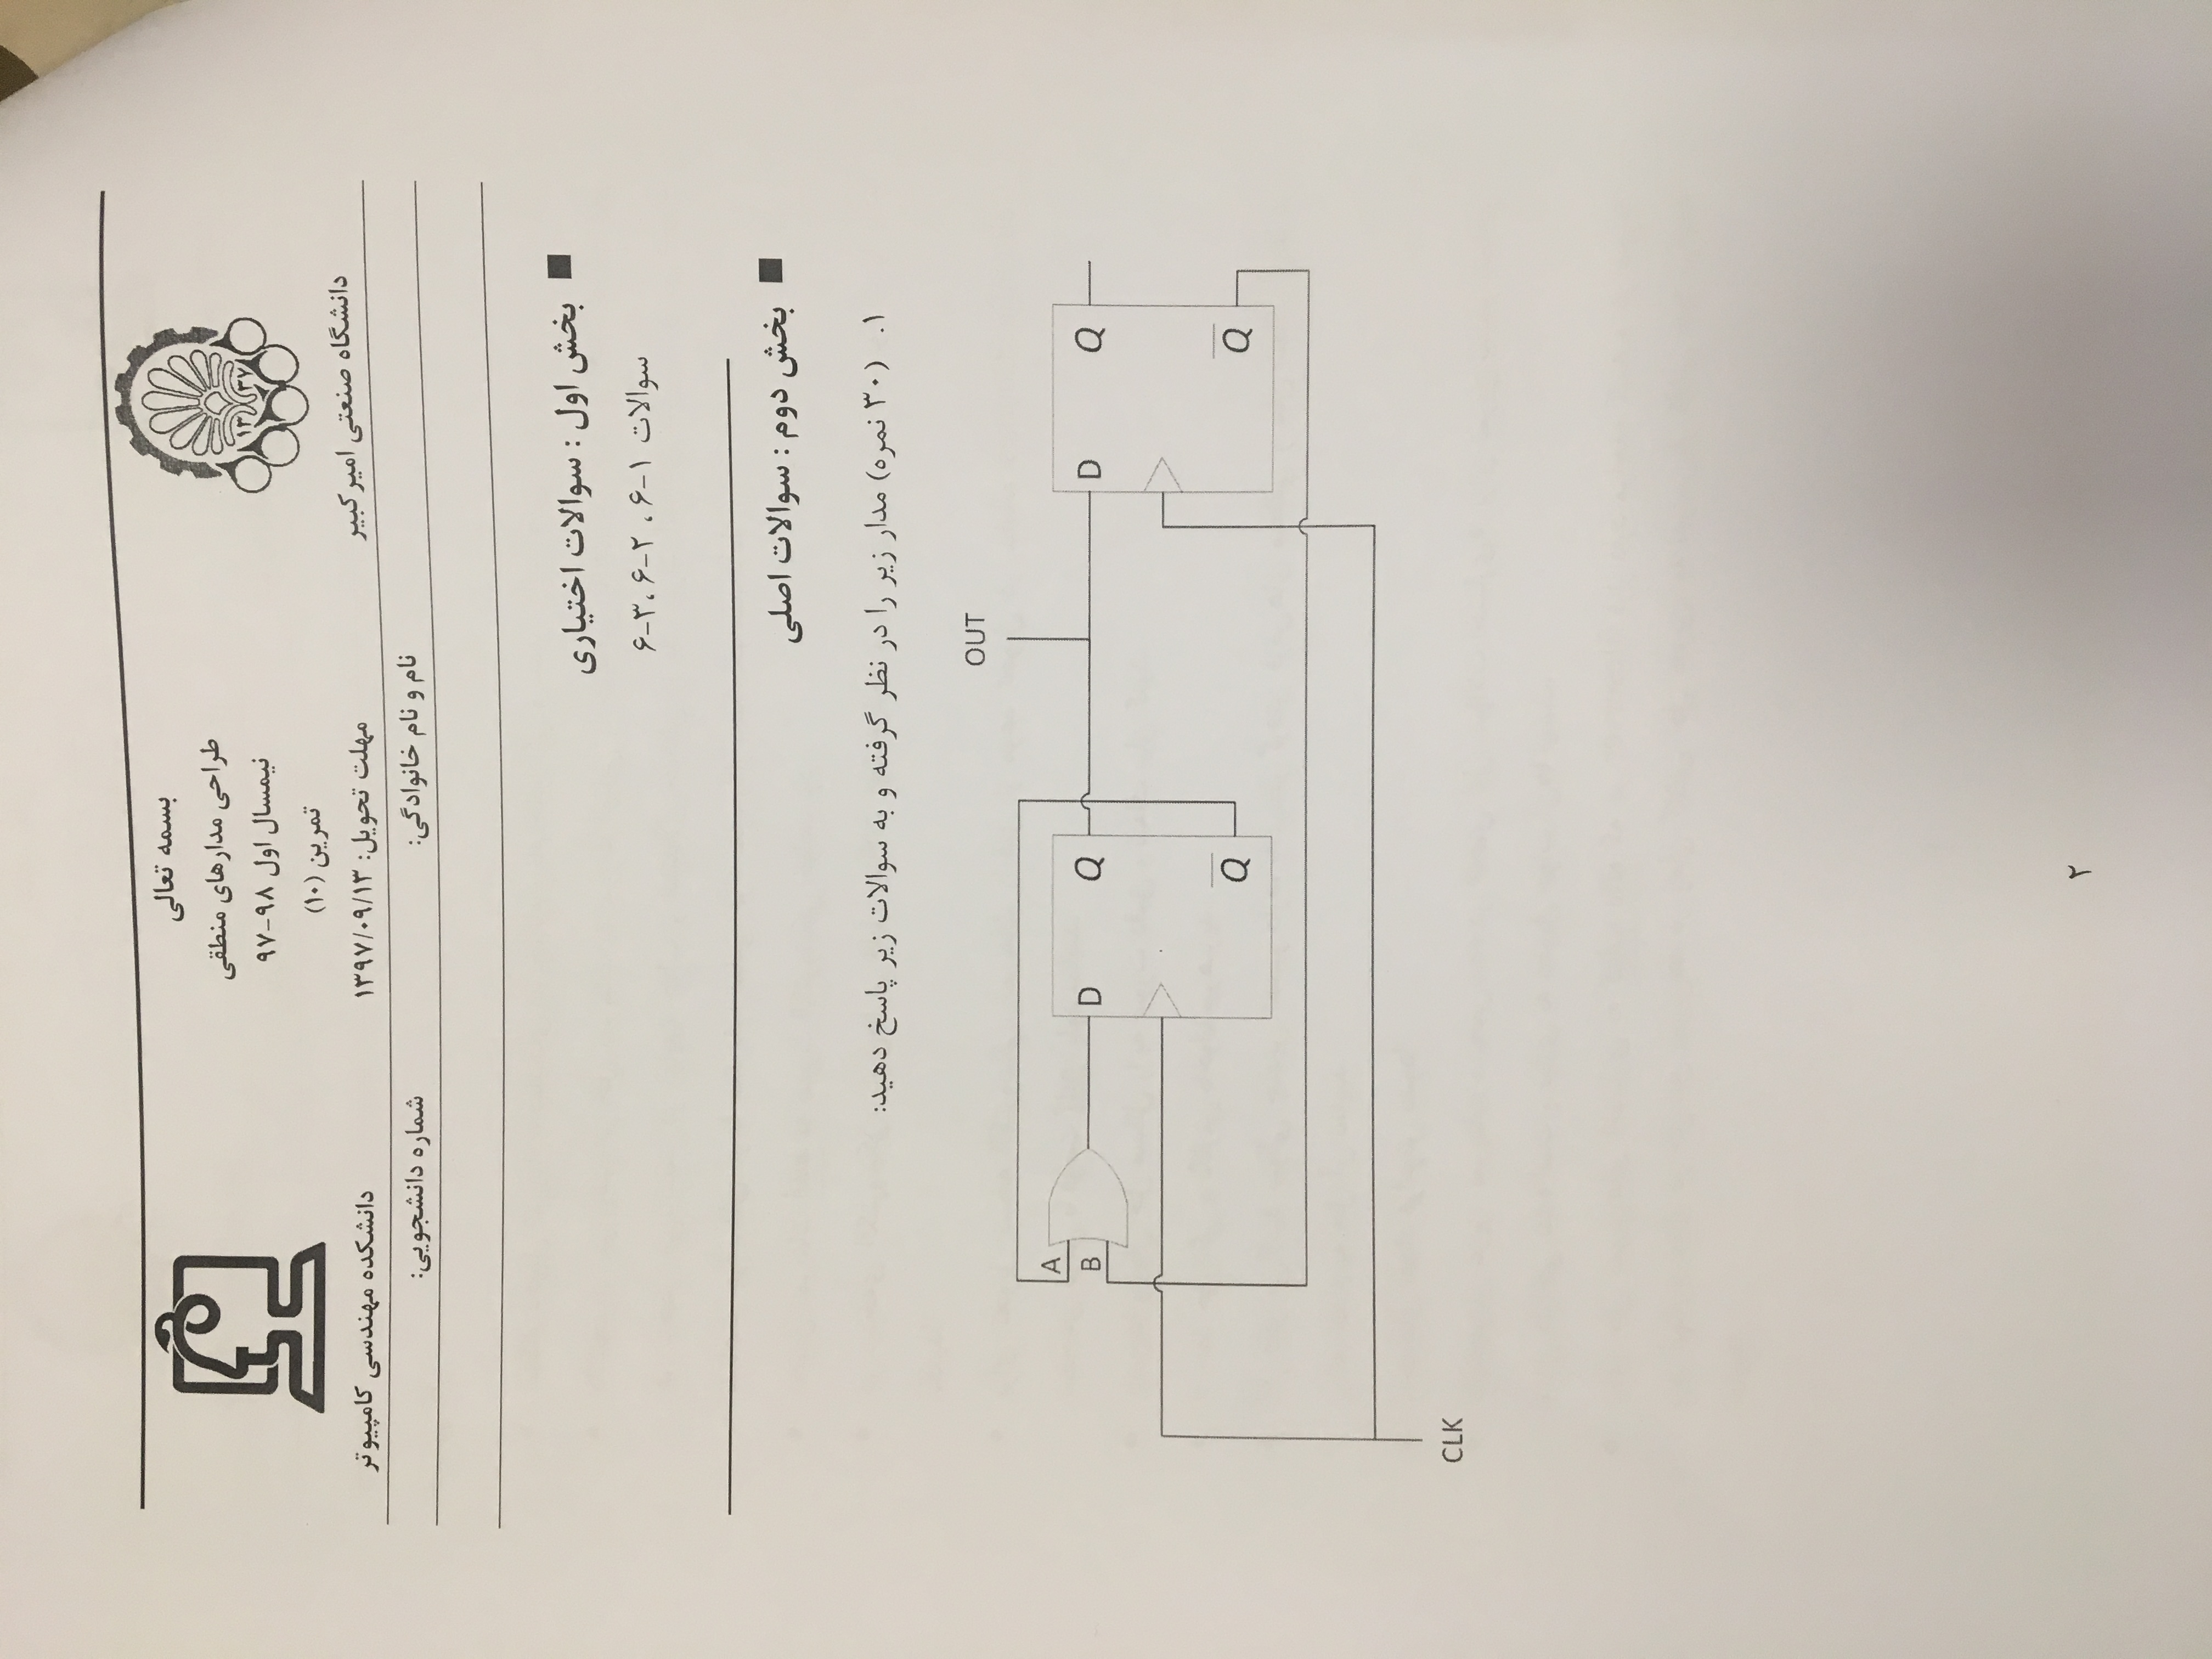 بسمه تعالی
طراحی مدارهای منطقی
نیمسال اول ۹۸-۹۷
تمرین (۱۰)
مهلت تحویل: ۱۳۹۷/۰۹/۱۳
۱۳ ۳۷
دانشگاه صنعتی امیرکبیر
دانشکده مهندسی کامپیوتر
نام و نام خانوادگی: شماره دانشجویی:
بخش اول : سوالات اختیاری
سوالات ۱-۶ ، ۲-۶ ،۳-۶
بخش دوم : سوالات اصلی
۱. (۳۰ نمره) مدار زیر را در نظر گرفته و به سوالات زیر پاسخ دهید:
OUT
A
B
D Q
Q
D Q
Q
CLK
۲